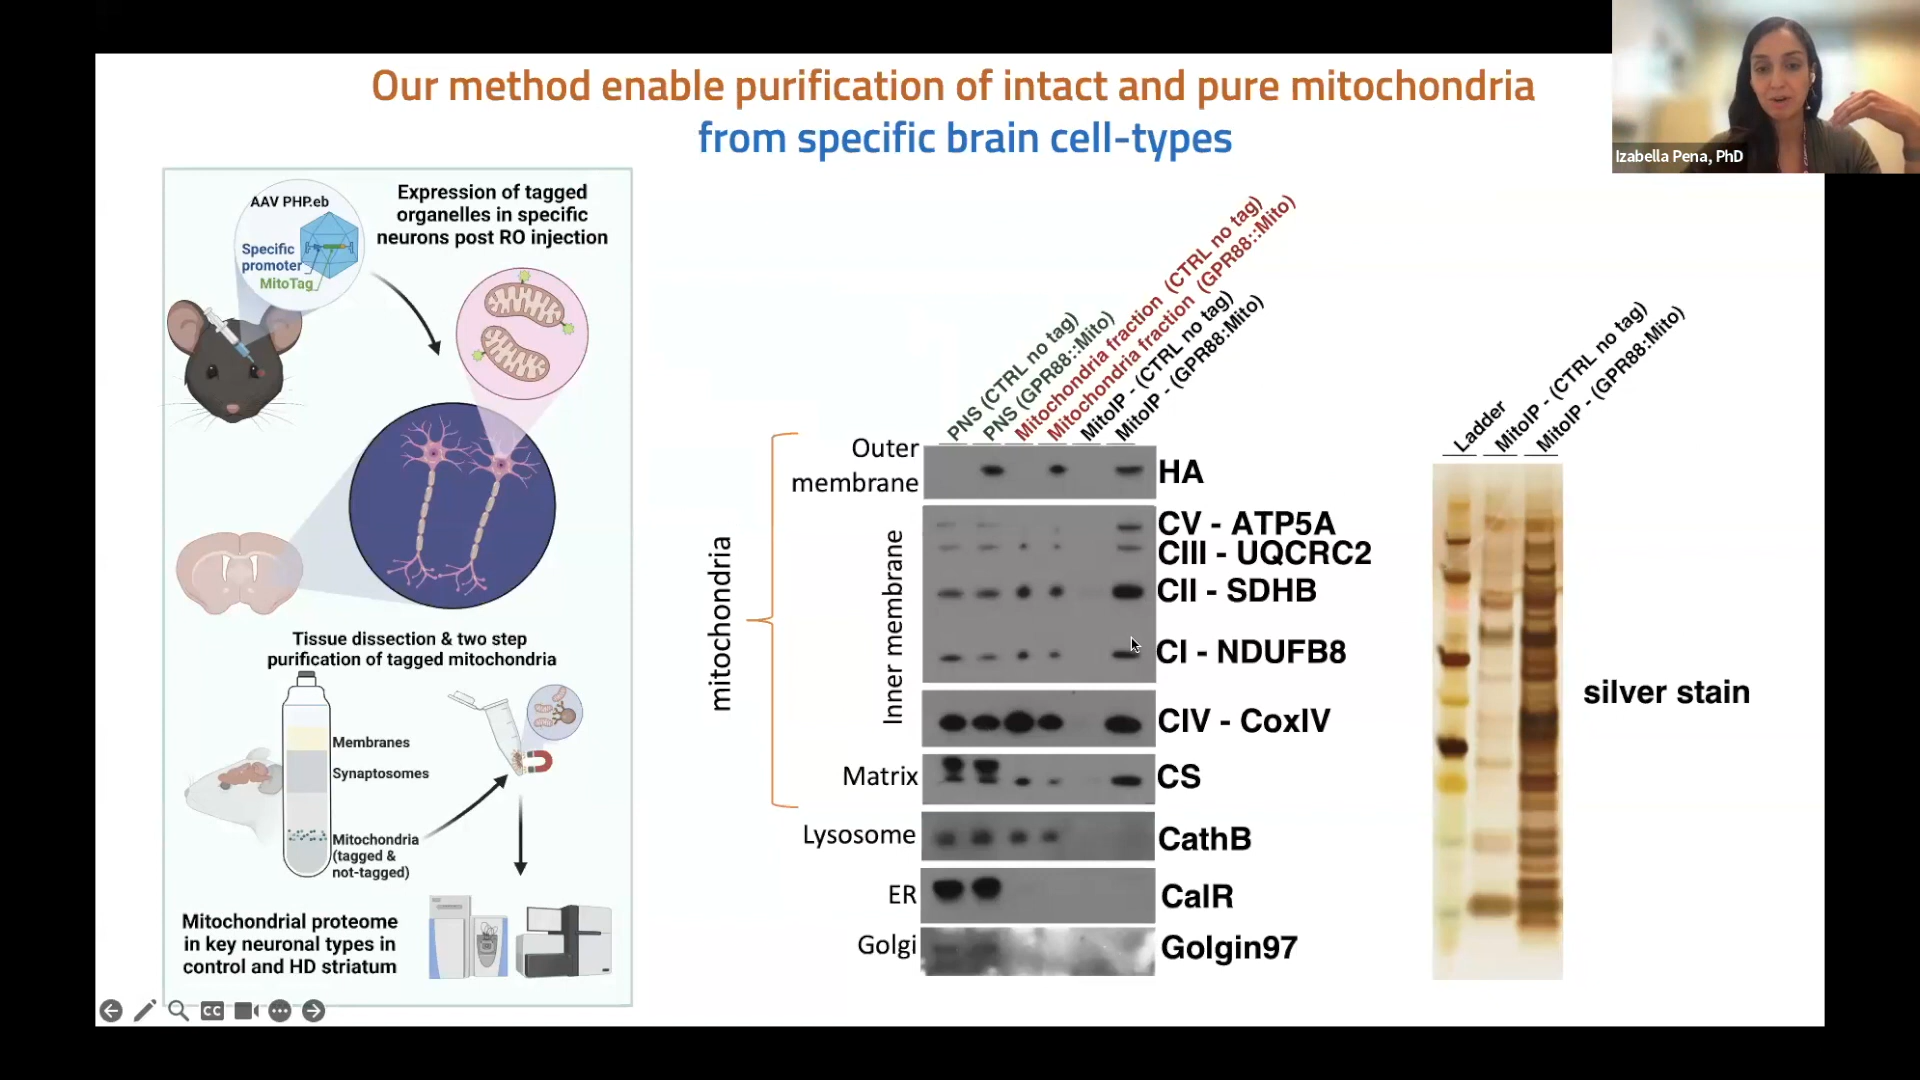 Our method enable purification of intact and pure mitochondria
from specific brain cell-types
Izabella Pena, PhD
AAV PHP.eb
Specific
promoter
MitoTag
Expression of tagged
organelles in specific
neurons post RO injection
Tissue dissection & two step
purification of tagged mitochondria
Membranes
Synaptosomes
Mitochondria
(tagged &
not-tagged)
Mitochondrial proteome
in key neuronal types in
control and HD striatum
PNS (CTRL no tag)
PNS (GPR88::Mito)
Mitochondria fraction (CTRL no tag)
Mitochondria fraction (GPR88::Mito)
MitoIP - (CTRL no tag)
MitoIP - (GPR88::Mito)
mitochondria
Outer
membrane
HA
Inner membrane
CV - ATP5A
CIII - UQCRC2
CII - SDHB
CI - NDUFB8
CIV - CoxIV
Matrix
CS
Lysosome
CathB
ER
CalR
Golgi
Golgin97
Ladder
MitoIP - (CTRL no tag)
MitoIP - (GPR88:Mito)
silver stain
CC